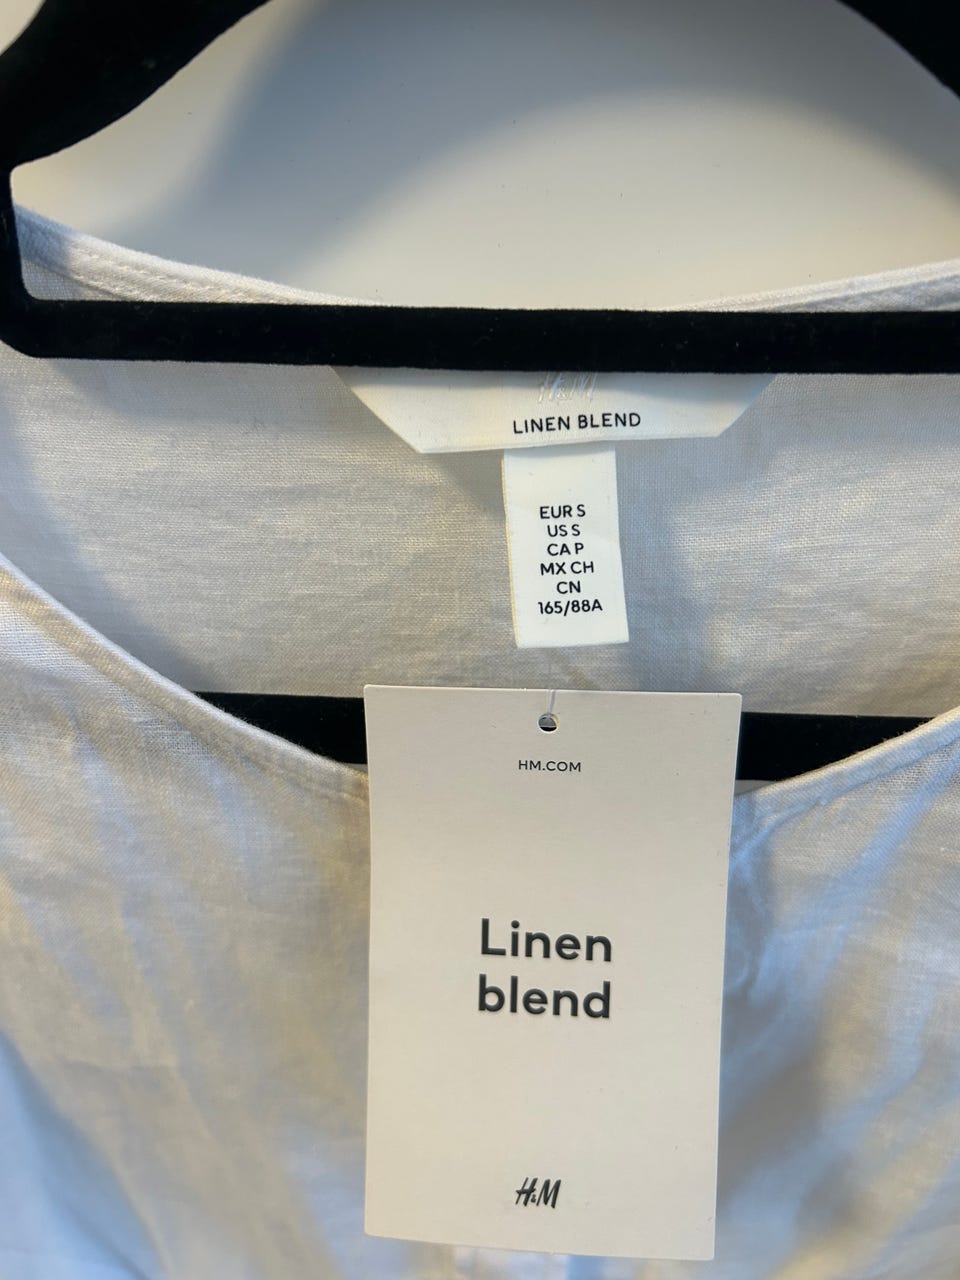 H&M
LINEN BLEND
EUR S
US S
CA P
MX CH
CN
165/88A
HM.COM
Linen
blend
H&M